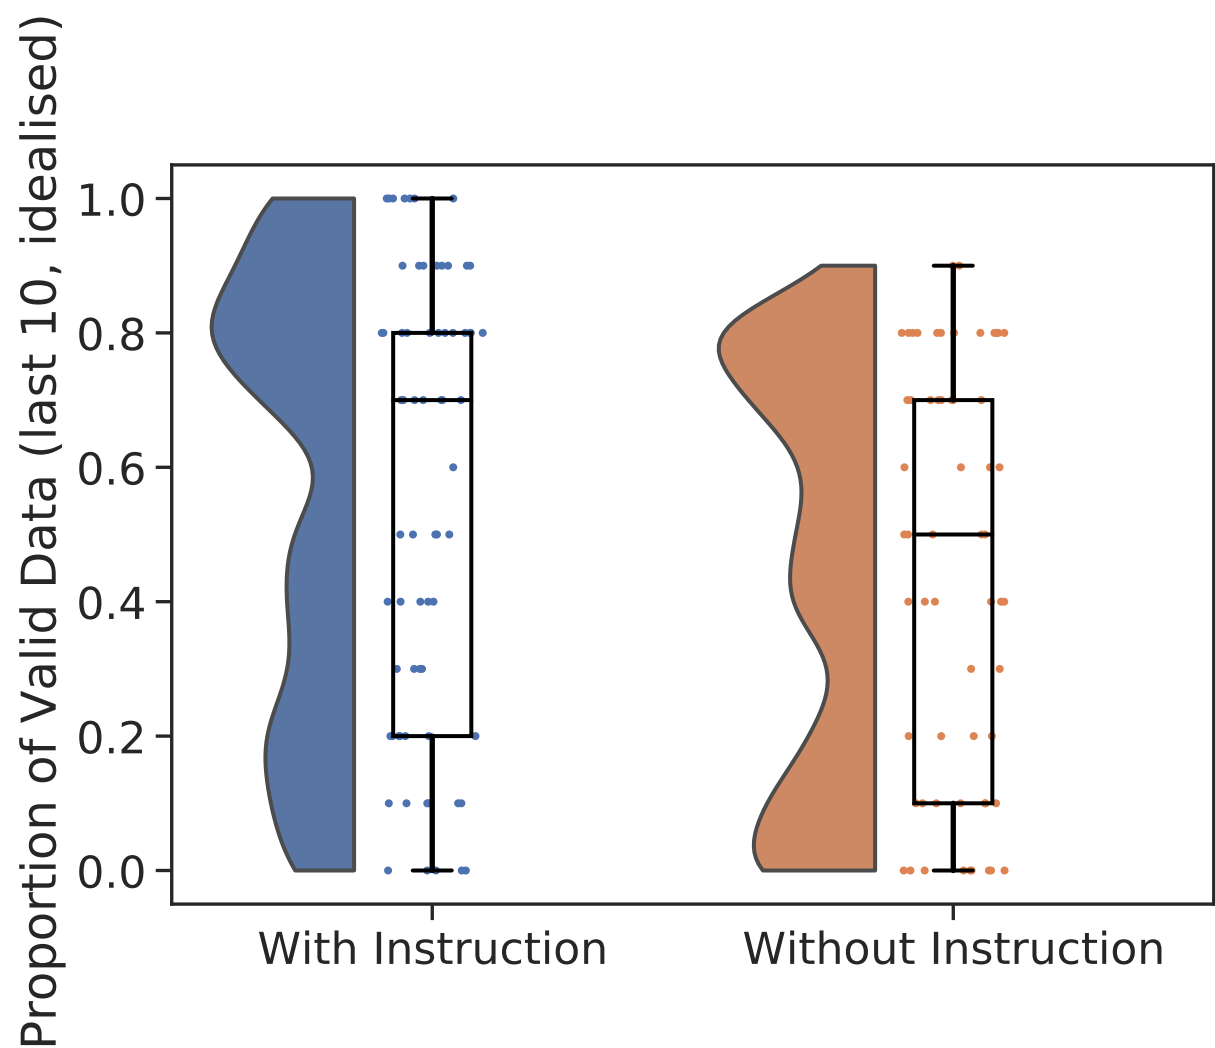 Proportion of Valid Data (last 10, idealised)
1.0
0.8
0.6
0.4
0.2
0.0
With Instruction
Without Instruction